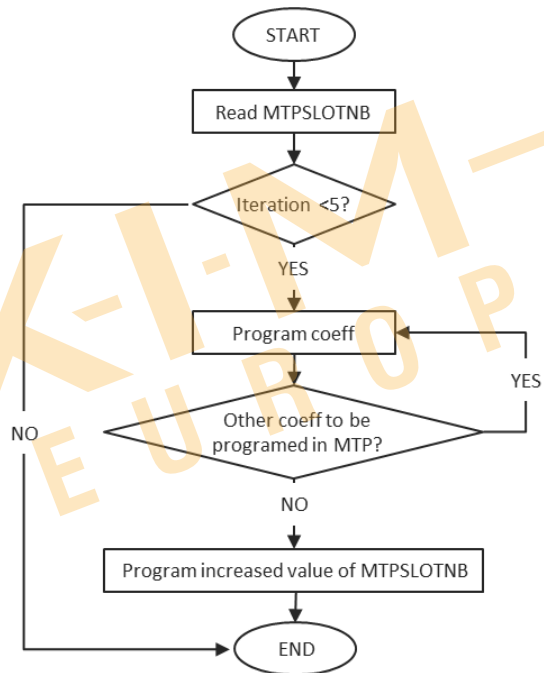 START
Read MTPSLOTNB
Iteration <5?
YES
Program coeff
YES
Other coeff to be
programed in MTP?
NO
NO
Program increased value of MTPSLOTNB
END
K-I-M-
EUROP